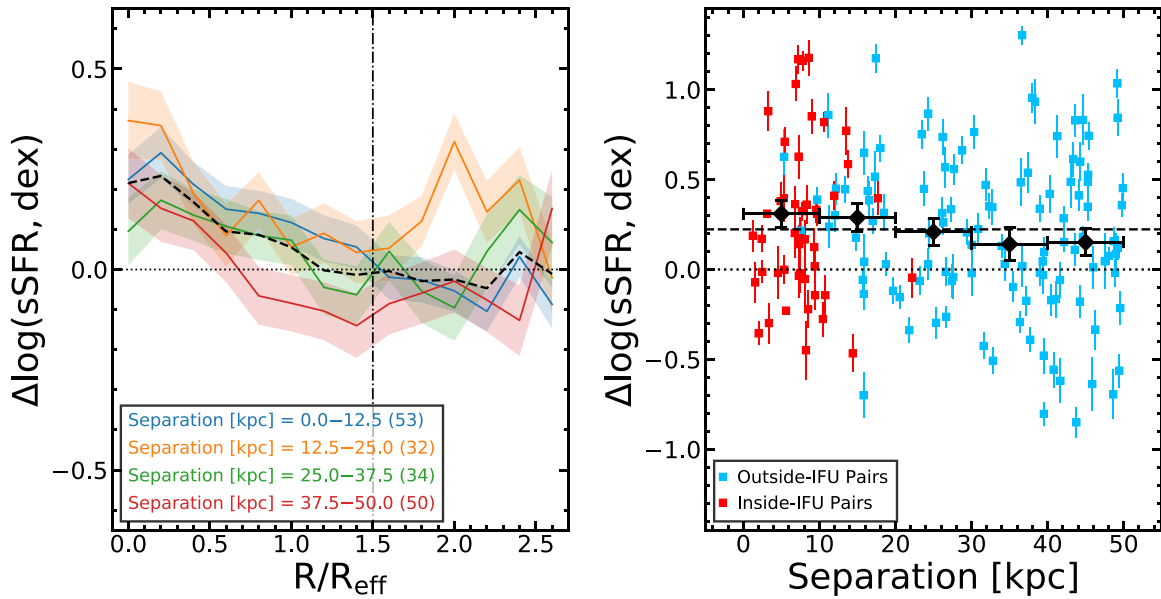 Δlog(sSFR, dex)
0.5
0.0
−0.5
Separation [kpc] = 0.0−12.5 (53)
Separation [kpc] = 12.5−25.0 (32)
Separation [kpc] = 25.0−37.5 (34)
Separation [kpc] = 37.5−50.0 (50)
0.0 0.5 1.0 1.5 2.0 2.5
R/Reff
Δlog(sSFR, dex)
1.0
0.5
0.0
−0.5
−1.0
Outside-IFU Pairs
Inside-IFU Pairs
0 10 20 30 40 50
Separation [kpc]